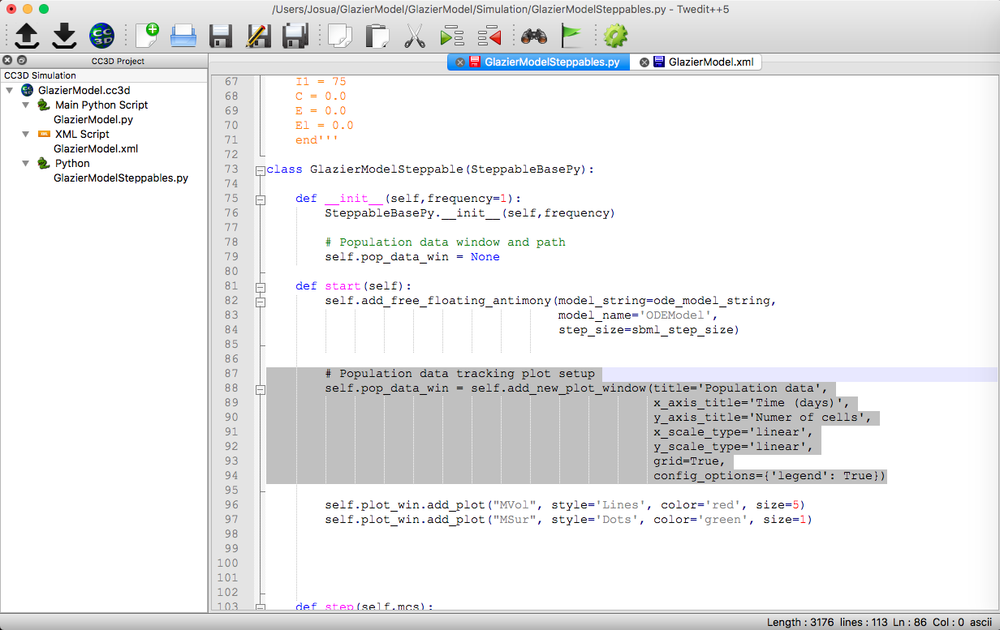 /Users/Josua/GlazierModel/GlazierModel/Simulation/GlazierModelSteppables.py - Twedit++5
CC3D
CC3D Project
GlazierModelSteppables.py
GlazierModel.xml
CC3D Simulation
GlazierModel.cc3d
Main Python Script
GlazierModel.py
XML Script
GlazierModel.xml
Python
GlazierModelSteppables.py
67 I1 = 75
68 C = 0.0
69 E = 0.0
70 El = 0.0
71 end'''
72
73 class GlazierModelSteppable(SteppableBasePy):
74
75 def __init__(self,frequency=1):
76 SteppableBasePy.__init__(self,frequency)
77
78 # Population data window and path
79 self.pop_data_win = None
80
81 def start(self):
82 self.add_free_floating_antimony(model_string=ode_model_string,
83 model_name='ODEModel',
84 step_size=sbml_step_size)
85
86
87 # Population data tracking plot setup
88 self.pop_data_win = self.add_new_plot_window(title='Population data',
89 x_axis_title='Time (days)',
90 y_axis_title='Numer of cells',
91 x_scale_type='linear',
92 y_scale_type='linear',
93 grid=True,
94 config_options={'legend': True})
95
96 self.plot_win.add_plot("MVol", style='Lines', color='red', size=5)
97 self.plot_win.add_plot("MSur", style='Dots', color='green', size=1)
98
99
100
101
102
103 def step(self,mcs):
Length : 3176 lines : 113 Ln : 86 Col : 0 ascii